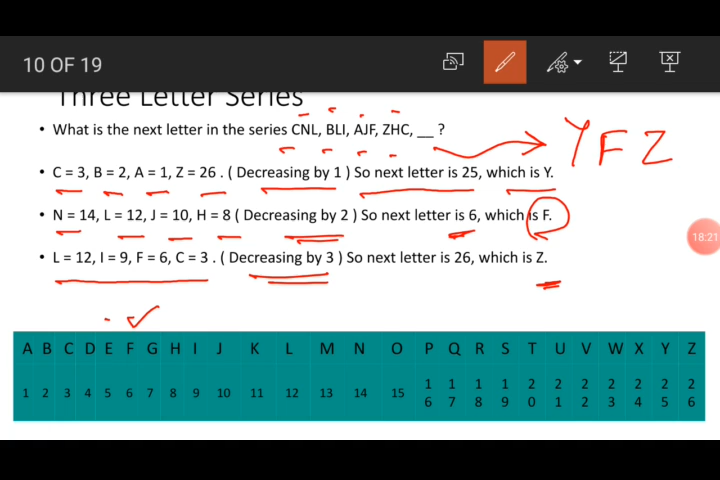 10 OF 19
Three Letter Series
• What is the next letter in the series CNL, BLI, AJF, ZHC, __ ?
Y F Z
• C = 3, B = 2, A = 1, Z = 26 . ( Decreasing by 1 ) So next letter is 25, which is Y.
• N = 14, L = 12, J = 10, H = 8 ( Decreasing by 2 ) So next letter is 6, which is F.
18:21
• L = 12, I = 9, F = 6, C = 3 . ( Decreasing by 3 ) So next letter is 26, which is Z.
A B C D E F G H I J K L M N O P Q R S T U V W X Y Z
1 2 3 4 5 6 7 8 9 10 11 12 13 14 15 16 17 18 19 20 21 22 23 24 25 26